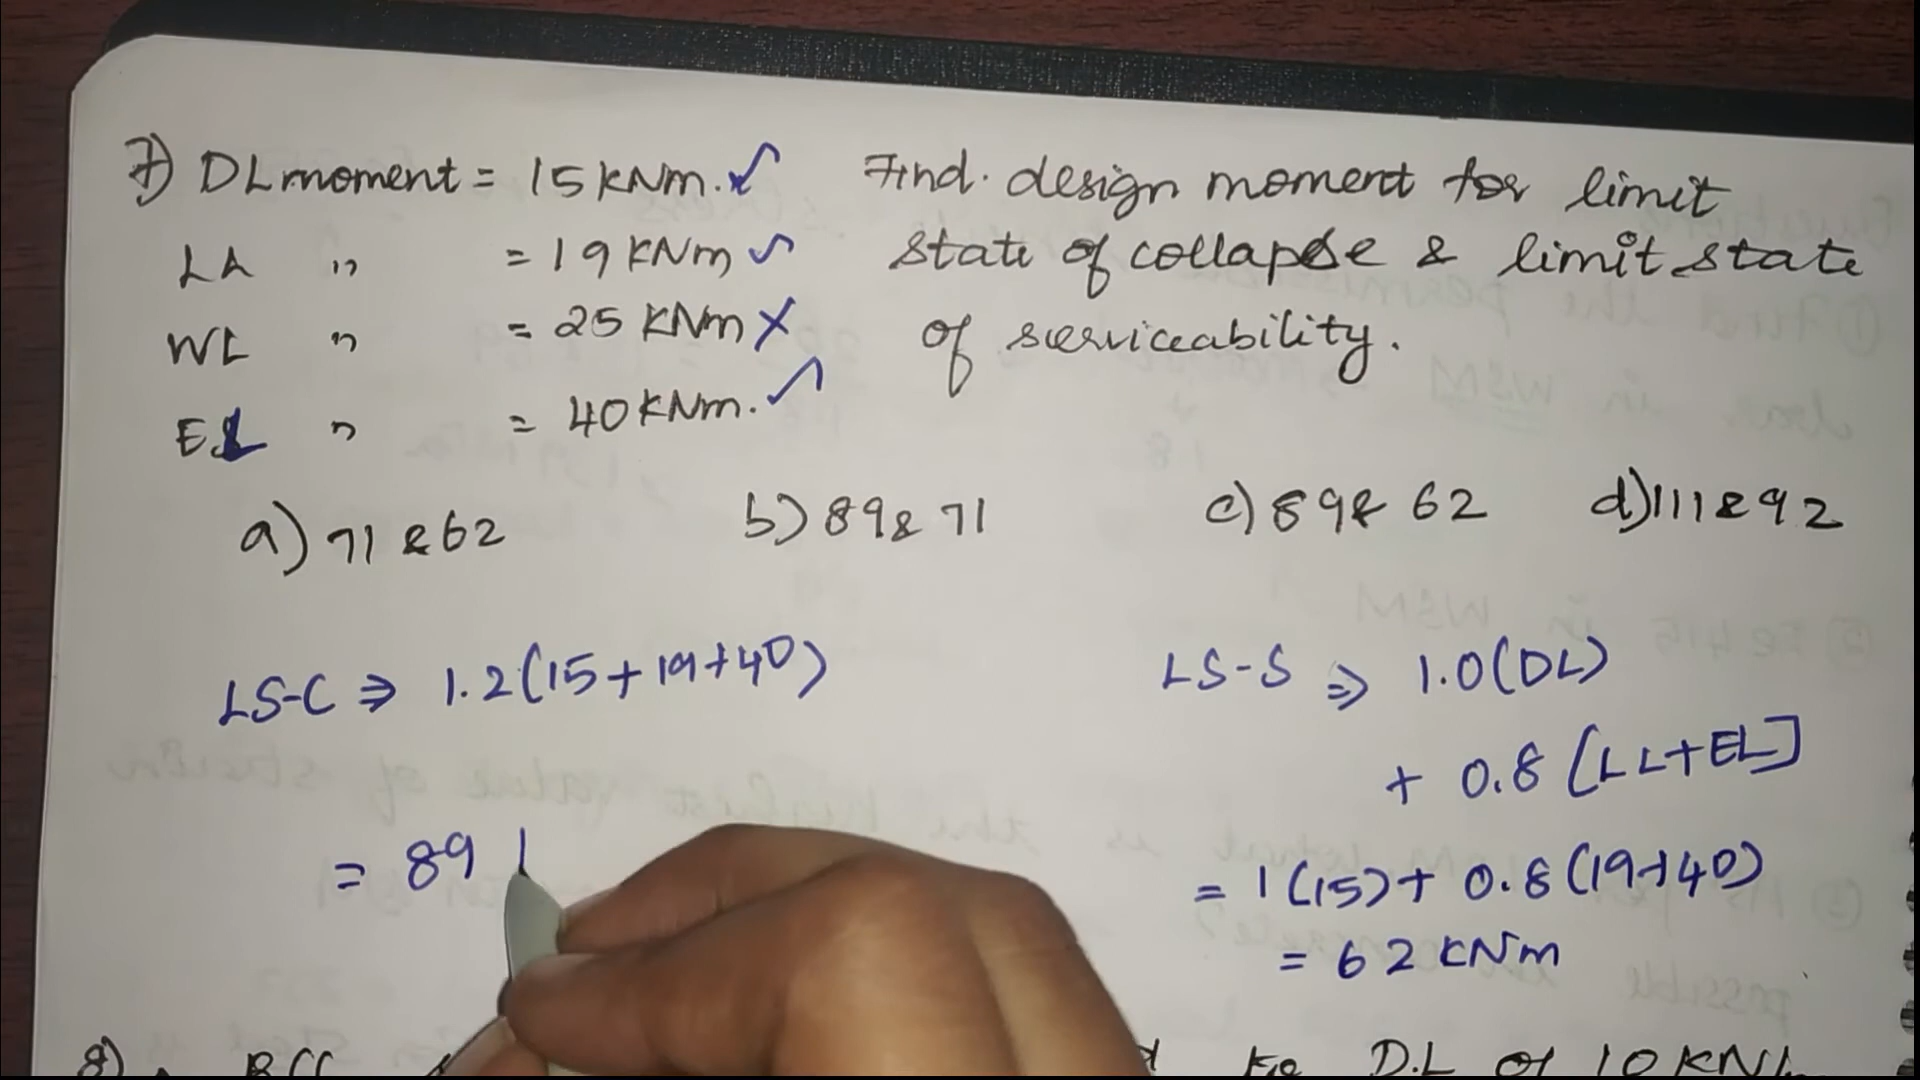 7) DL moment = 15 kNm. Find. design moment for limit
LL " = 19 kNm state of collapse & limit state
WL " = 25 kNm X of serviceability.
EL " = 40 kNm.
a) 71 & 62 b) 89 & 71 c) 89 & 62 d) 111 & 92
LS-C ⇒ 1.2(15+19+40) LS-S ⇒ 1.0(DL)
+ 0.8 [LL+EL]
= 89 = 1(15)+ 0.8(19+40)
= 62 kNm
8) RCC D.L of 10 KN/